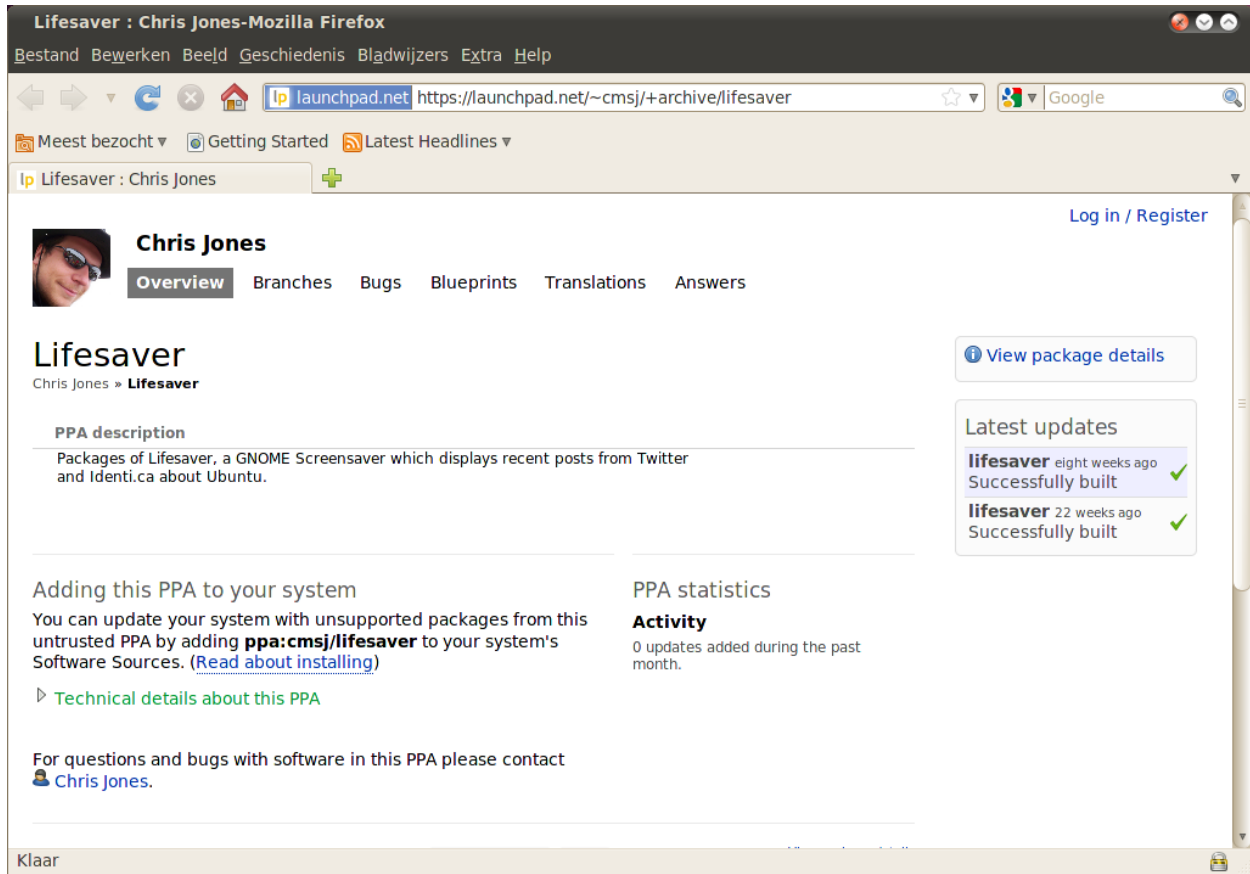 Lifesaver : Chris Jones-Mozilla Firefox
Bestand Bewerken Beeld Geschiedenis Bladwijzers Extra Help
lp launchpad.net https://launchpad.net/~cmsj/+archive/lifesaver Google
Meest bezocht Getting Started Latest Headlines
lp Lifesaver : Chris Jones
Log in / Register
Chris Jones
Overview Branches Bugs Blueprints Translations Answers
Lifesaver
Chris Jones » Lifesaver
View package details
PPA description
Packages of Lifesaver, a GNOME Screensaver which displays recent posts from Twitter
and Identi.ca about Ubuntu.
Latest updates
lifesaver eight weeks ago
Successfully built
lifesaver 22 weeks ago
Successfully built
Adding this PPA to your system
You can update your system with unsupported packages from this
untrusted PPA by adding ppa:cmsj/lifesaver to your system's
Software Sources. (Read about installing)
Technical details about this PPA
PPA statistics
Activity
0 updates added during the past
month.
For questions and bugs with software in this PPA please contact
Chris Jones.
Klaar